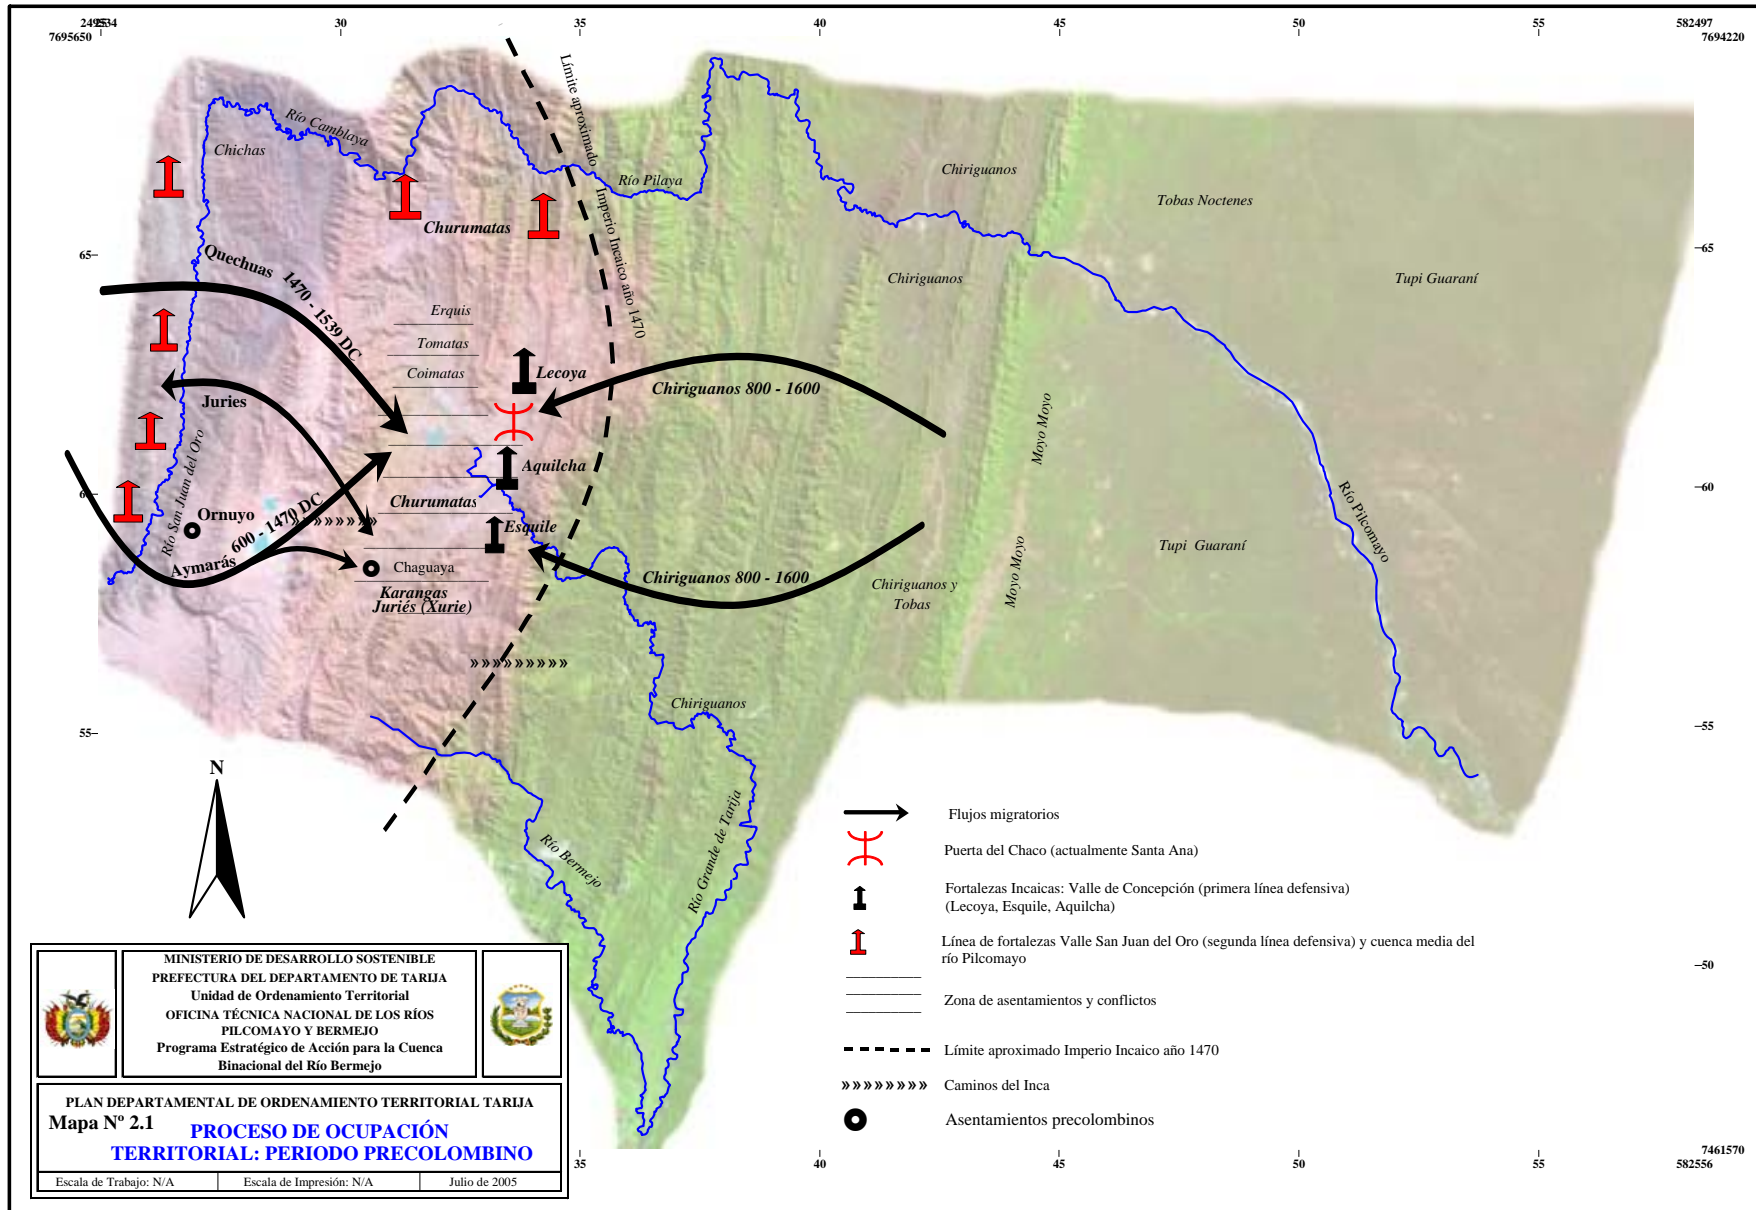 2495534
30
35
40
45
50
55
582497
7695650
7694220
Límite aproximado
Imperio Incaico año 1470
Río Camblaya
Chichas
Río Pilaya
Chiriguanos
Tobas Noctenes
Churumatas
65
65
Quechuas
1470 - 1539 DC
Chiriguanos
Tupi Guaraní
Erquis
Tomatas
Coimatas
Lecoya
Chiriguanos 800 - 1600
Juries
Moyo Moyo
Río San Juan del Oro
Aquilcha
60
60
Churumatas
Ornuyo
600 - 1470 DC
Esquile
Río Pilcomayo
Tupi Guaraní
Aymarás
Chaguaya
Chiriguanos 800 - 1600
Moyo Moyo
Chiriguanos y
Tobas
Karangas
Juriés (Xurie)
»»»»»»»»
»»»»»»»»»
Chiriguanos
55
55
N
Río Bermejo
Río Grande de Tarija
Flujos migratorios
Puerta del Chaco (actualmente Santa Ana)
Fortalezas Incaicas: Valle de Concepción (primera línea defensiva)
(Lecoya, Esquile, Aquilcha)
Línea de fortalezas Valle San Juan del Oro (segunda línea defensiva) y cuenca media del
río Pilcomayo
50
Zona de asentamientos y conflictos
Límite aproximado Imperio Incaico año 1470
»»»»»»»» Caminos del Inca
Asentamientos precolombinos
MINISTERIO DE DESARROLLO SOSTENIBLE
PREFECTURA DEL DEPARTAMENTO DE TARIJA
Unidad de Ordenamiento Territorial
OFICINA TÉCNICA NACIONAL DE LOS RÍOS
PILCOMAYO Y BERMEJO
Programa Estratégico de Acción para la Cuenca
Binacional del Río Bermejo
PLAN DEPARTAMENTAL DE ORDENAMIENTO TERRITORIAL TARIJA
Mapa Nº 2.1
PROCESO DE OCUPACIÓN
TERRITORIAL: PERIODO PRECOLOMBINO
Escala de Trabajo: N/A
Escala de Impresión: N/A
Julio de 2005
35
40
45
50
55
7461570
582556